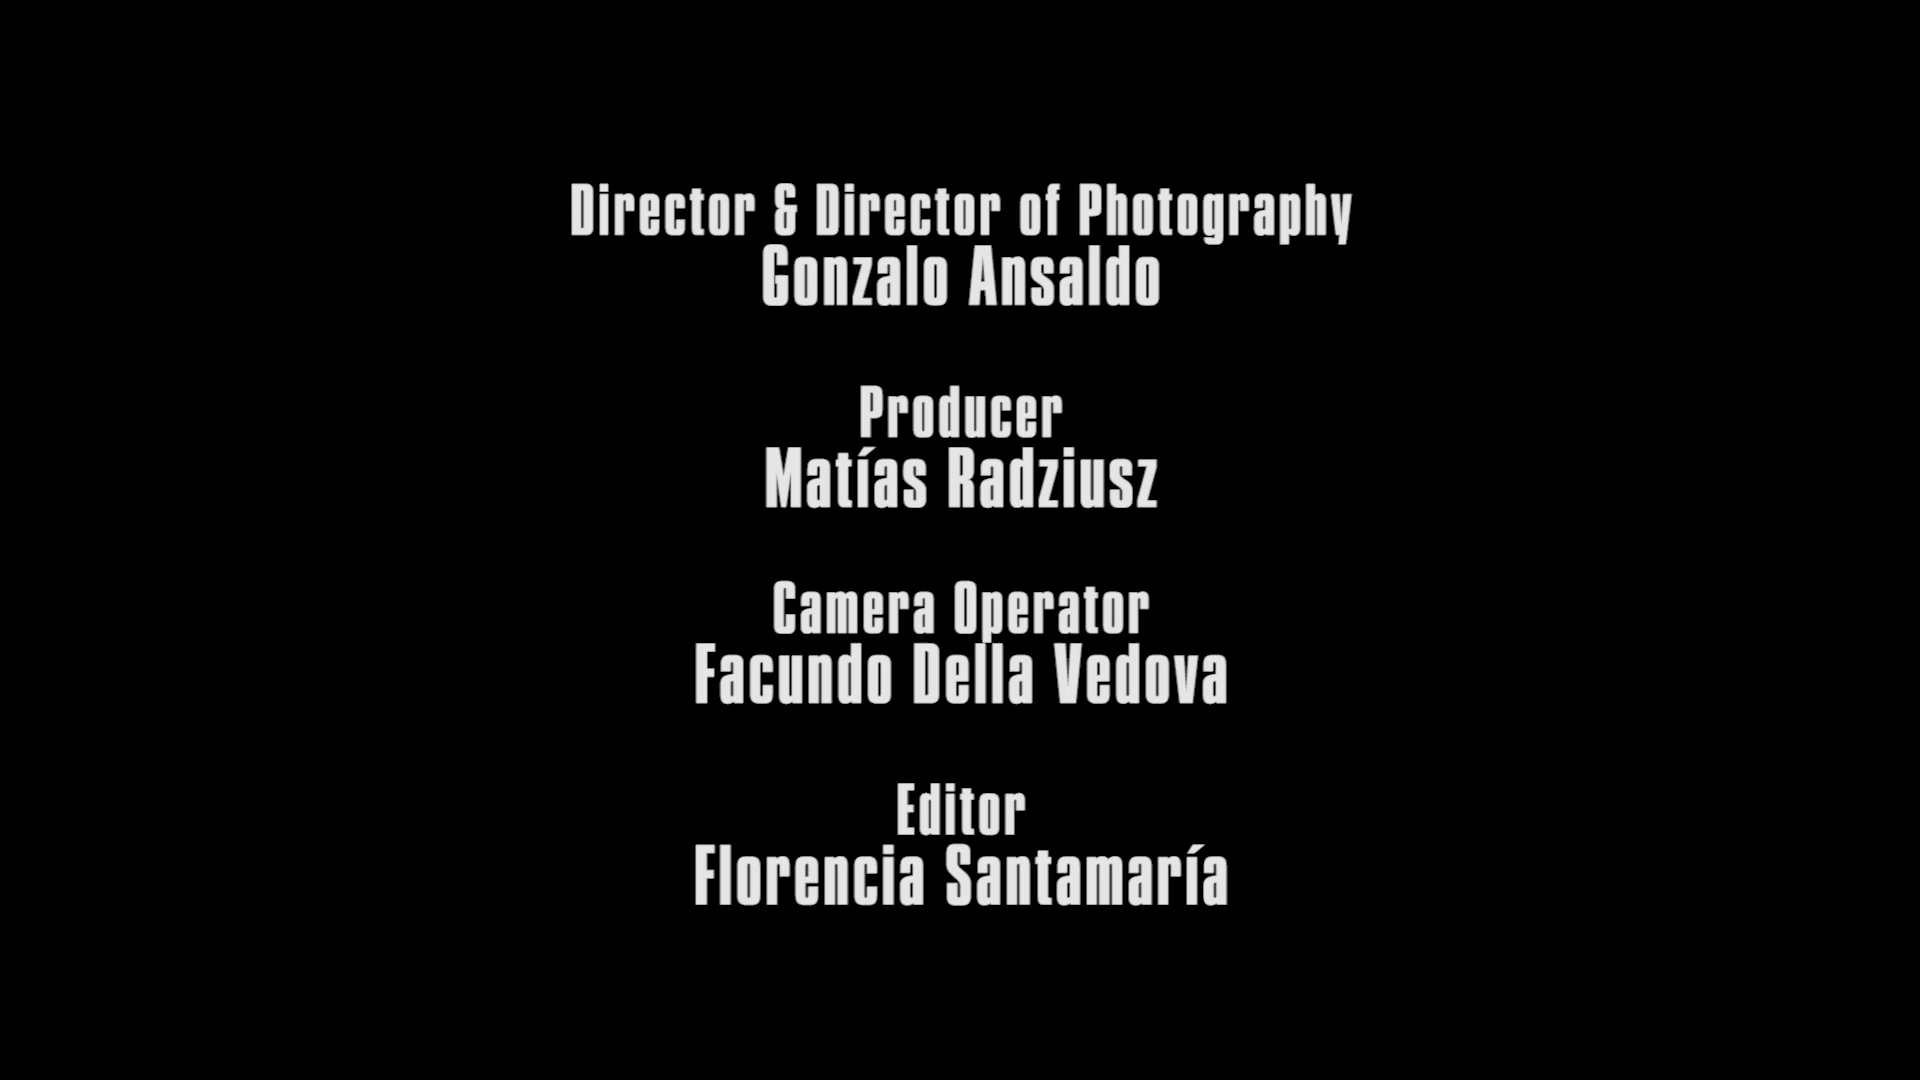 Director & Director of Photography
Gonzalo Ansaldo
Producer
Matías Radziusz
Camera Operator
Facundo Della Vedova
Editor
Florencia Santamaría